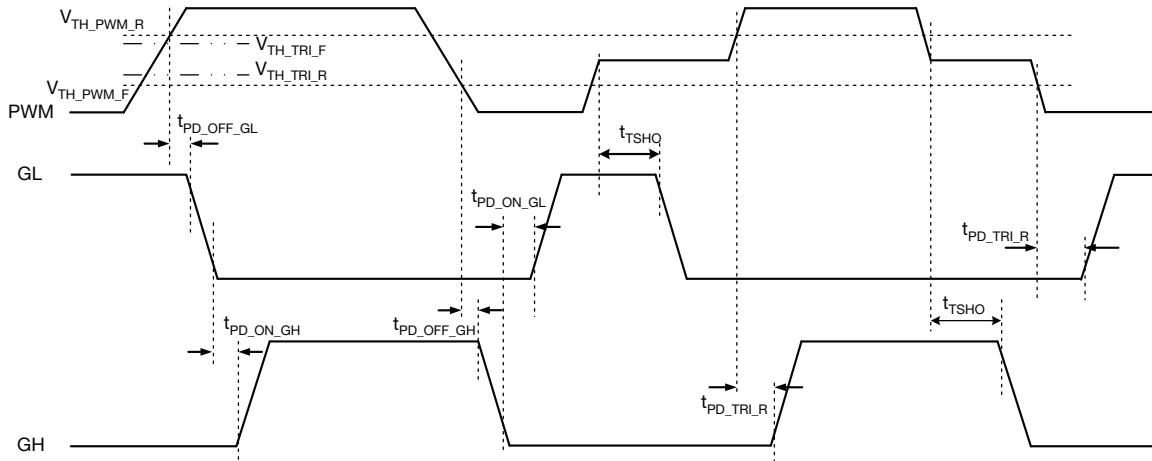 V_TH_PWM_R
V_TH_TRI_F
V_TH_TRI_R
V_TH_PWM_F
PWM
t_PD_OFF_GL
t_TSHO
GL
t_PD_ON_GL
t_PD_TRI_R
t_PD_ON_GH
t_PD_OFF_GH
t_TSHO
t_PD_TRI_R
GH